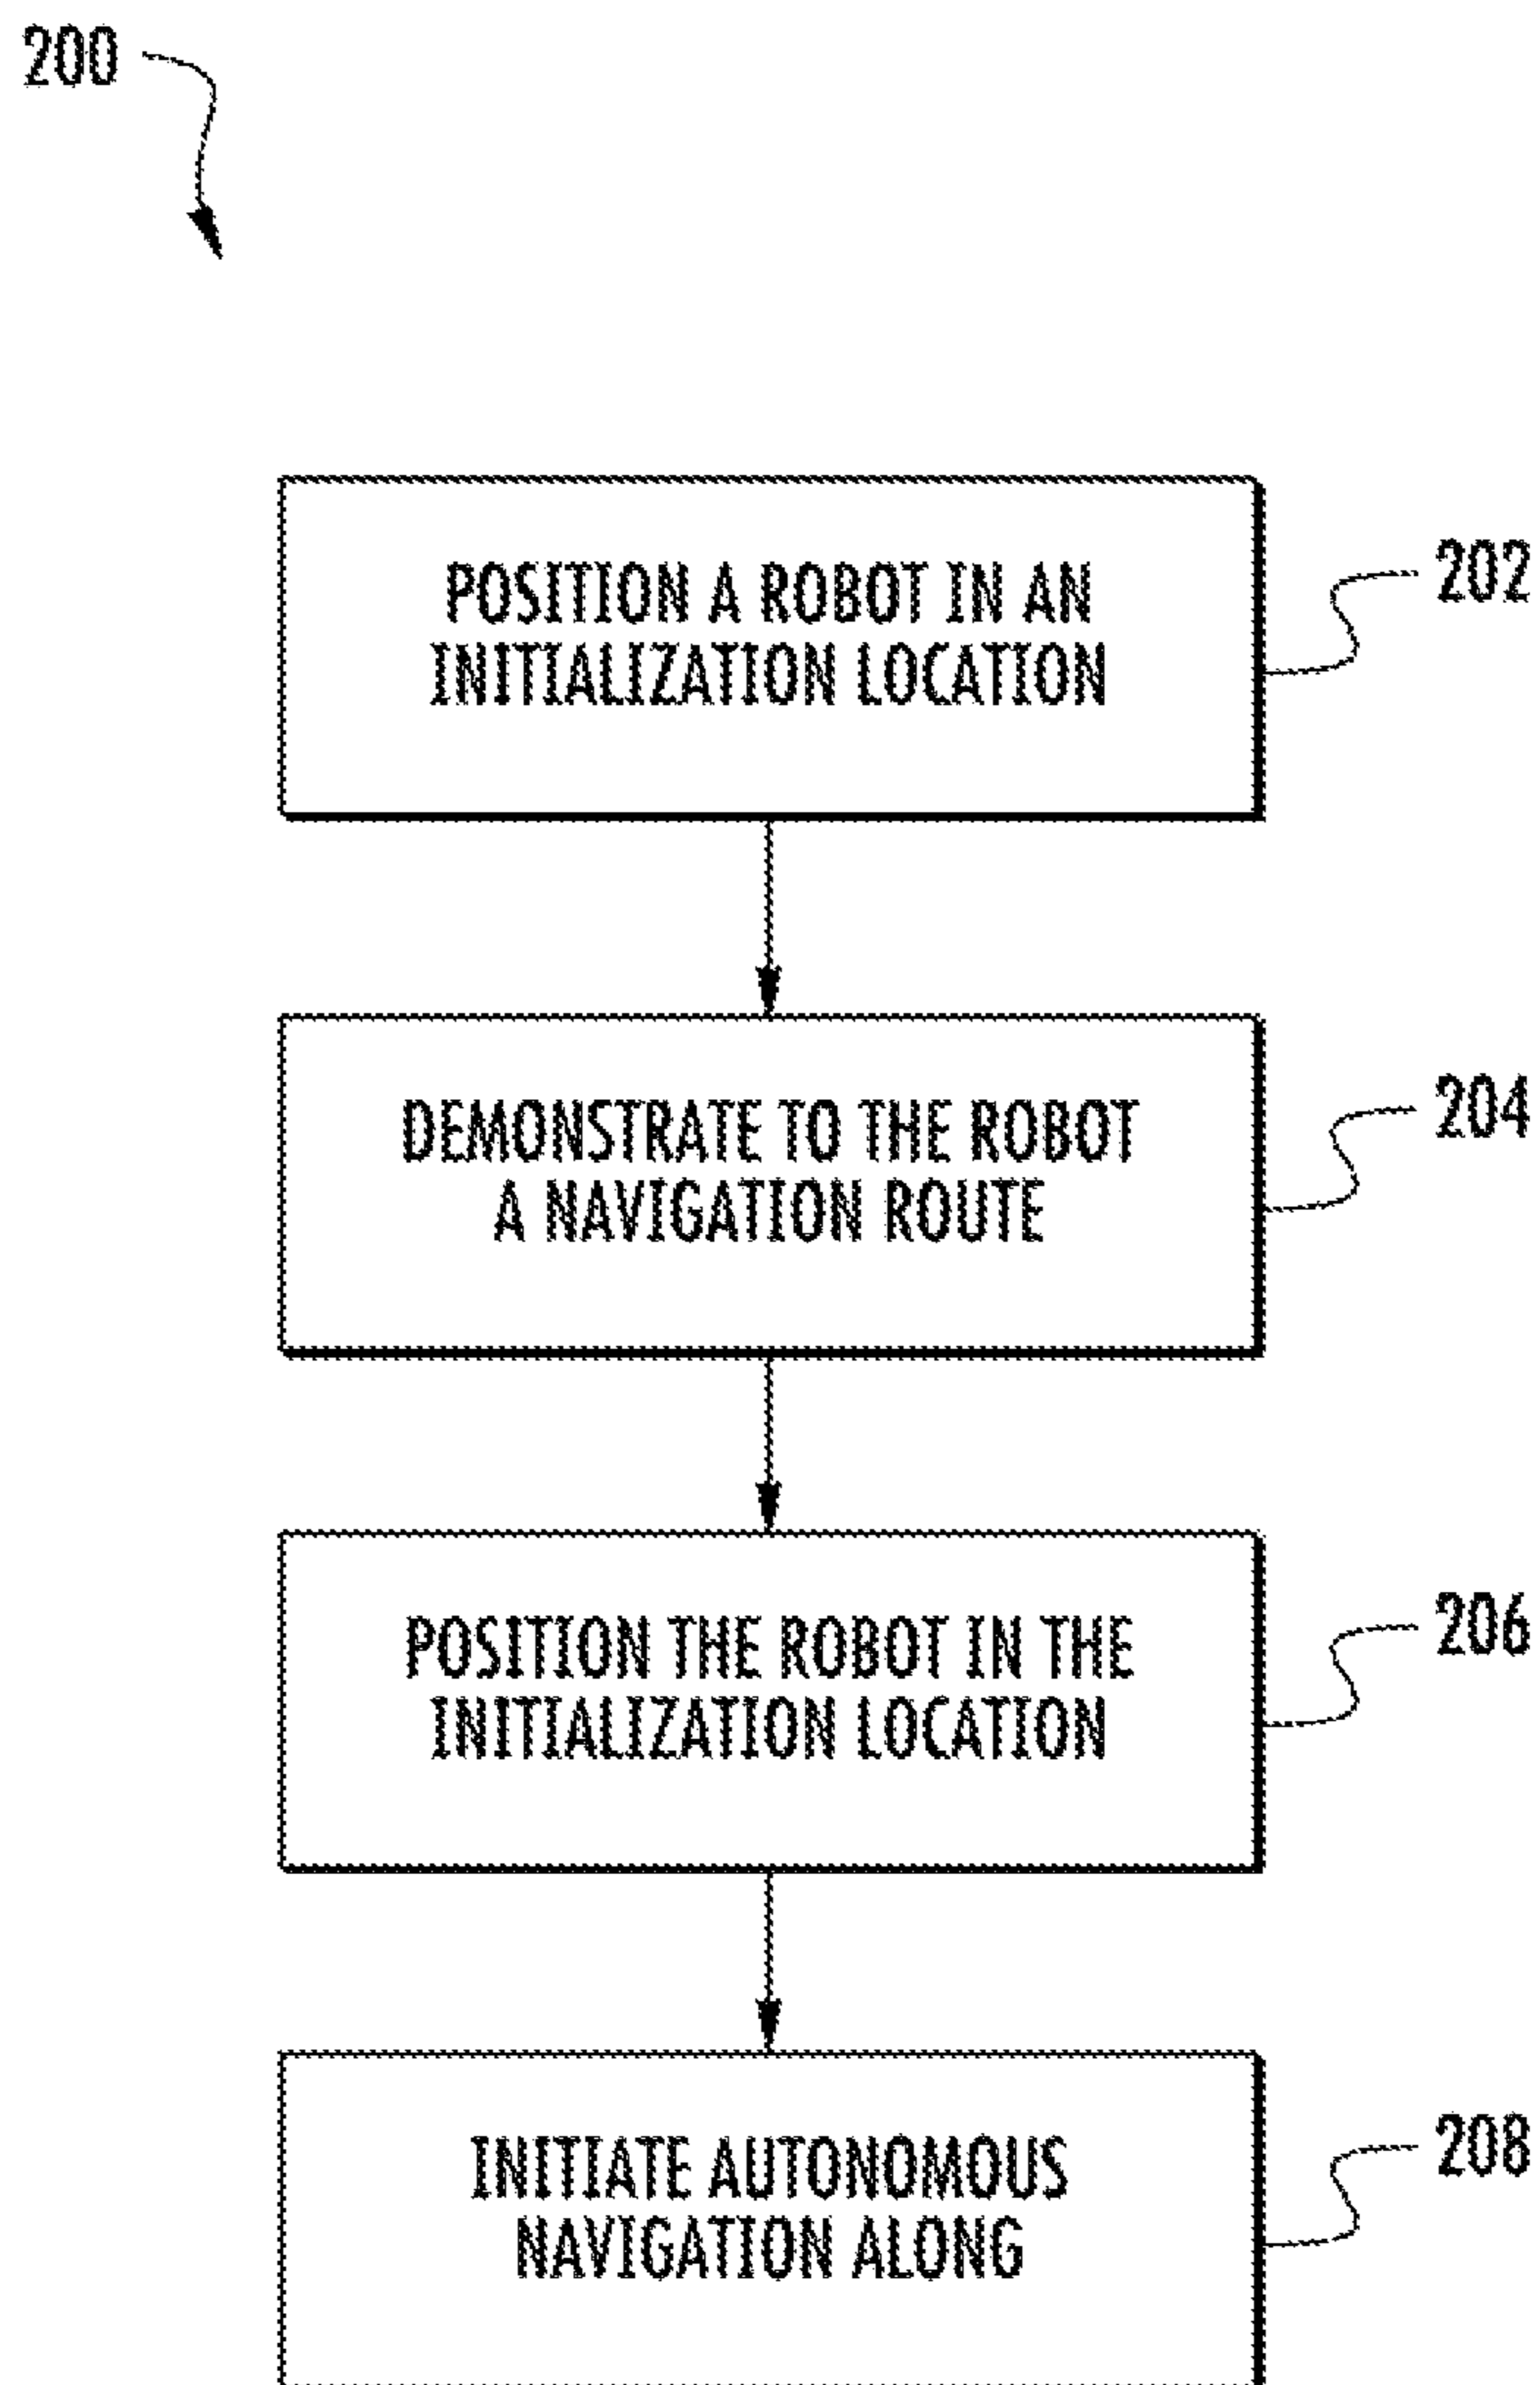 200
POSITION A ROBOT IN AN
INITIALIZATION LOCATION
202
DEMONSTRATE TO THE ROBOT
A NAVIGATION ROUTE
204
POSITION THE ROBOT IN THE
INITIALIZATION LOCATION
206
INITIATE AUTONOMOUS
NAVIGATION ALONG
208